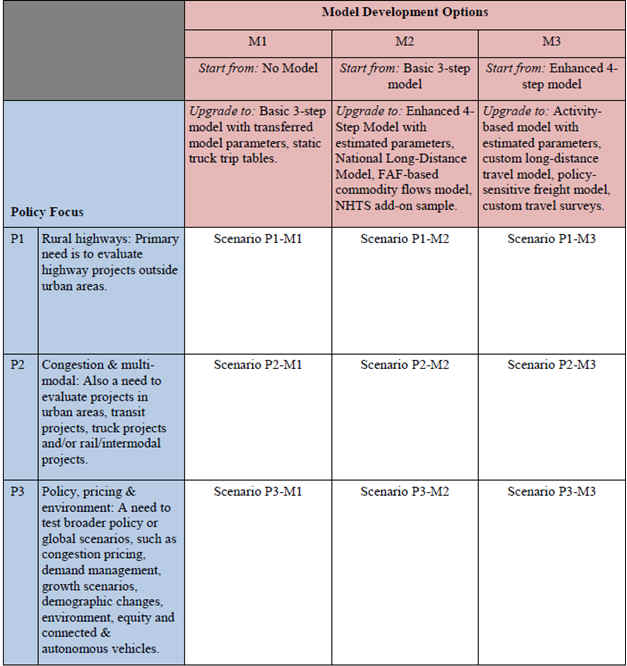 Model Development Options
M1
M2
M3
Start from: No Model
Start from: Basic 3-step
model
Start from: Enhanced 4-
step model
Policy Focus
Upgrade to: Basic 3-step
model with transferred
model parameters, static
truck trip tables.
Upgrade to: Enhanced 4-
Step Model with
estimated parameters,
National Long-Distance
Model, FAF-based
commodity flows model,
NHTS add-on sample.
Upgrade to: Activity-
based model with
estimated parameters,
custom long-distance
travel model, policy-
sensitive freight model,
custom travel surveys.
P1
Rural highways: Primary
need is to evaluate
highway projects outside
urban areas.
Scenario P1-M1
Scenario P1-M2
Scenario P1-M3
P2
Congestion & multi-
modal: Also a need to
evaluate projects in
urban areas, transit
projects, truck projects
and/or rail/intermodal
projects.
Scenario P2-M1
Scenario P2-M2
Scenario P2-M3
P3
Policy, pricing &
environment: A need to
test broader policy or
global scenarios, such as
congestion pricing,
demand management,
growth scenarios,
demographic changes,
environment, equity and
connected &
autonomous vehicles.
Scenario P3-M1
Scenario P3-M2
Scenario P3-M3